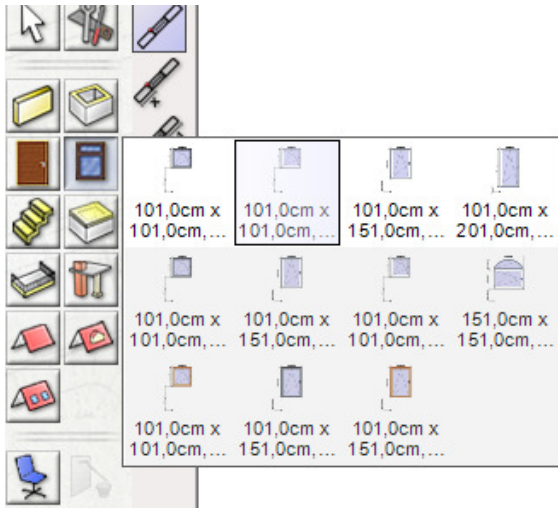 101,0cm x 101,0cm x 101,0cm x 101,0cm x
101,0cm,... 101,0cm,... 151,0cm,... 201,0cm,...
101,0cm x 101,0cm x 101,0cm x 151,0cm x
101,0cm,... 151,0cm,... 101,0cm,... 151,0cm,...
101,0cm x 101,0cm x 101,0cm x
101,0cm,... 151,0cm,... 151,0cm,...